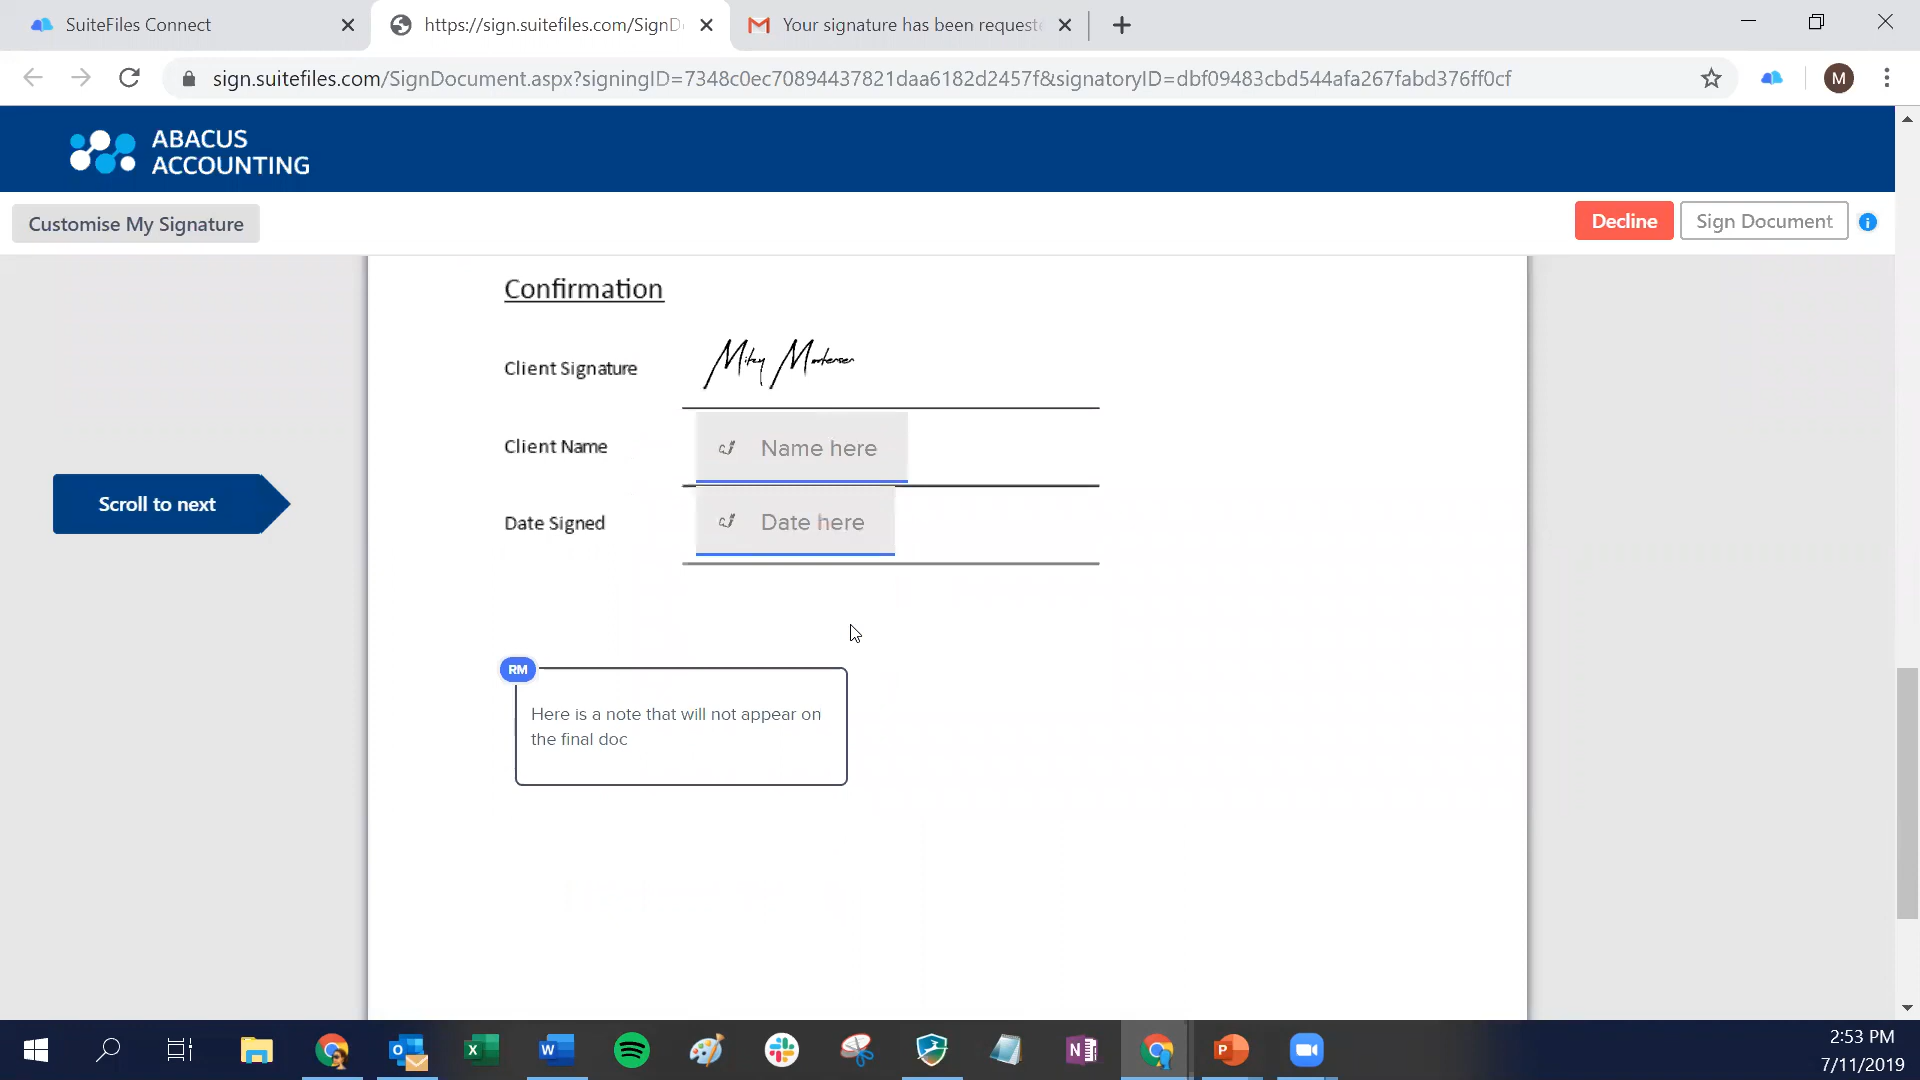 SuiteFiles Connect
https://sign.suitefiles.com/SignD
Your signature has been requeste
sign.suitefiles.com/SignDocument.aspx?signingID=7348c0ec70894437821daa6182d2457f&signatoryID=dbf09483cbd544afa267fabd376ff0cf
M
ABACUS
ACCOUNTING
Customise My Signature
Decline
Sign Document
Confirmation
Client Signature
Mitzy Mortensen
Client Name
Name here
Scroll to next
Date Signed
Date here
RM
Here is a note that will not appear on
the final doc
2:53 PM
7/11/2019